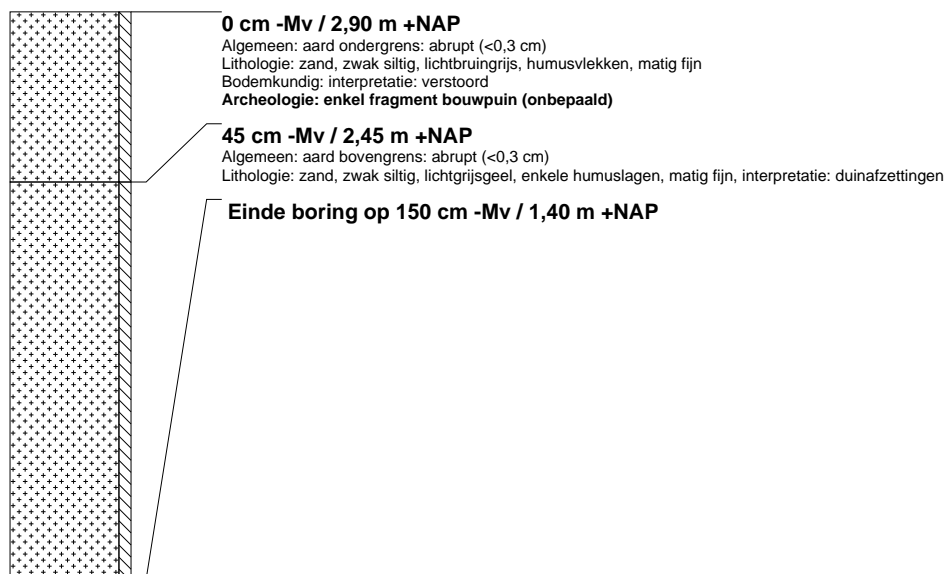 0 cm -Mv / 2,90 m +NAP
Algemeen: aard ondergrens: abrupt (<0,3 cm)
Lithologie: zand, zwak siltig, lichtbruingrijs, humusvlekken, matig fijn
Bodemkundig: interpretatie: verstoord
Archeologie: enkel fragment bouwpuin (onbepaald)
45 cm -Mv / 2,45 m +NAP
Algemeen: aard bovengrens: abrupt (<0,3 cm)
Lithologie: zand, zwak siltig, lichtgrijsgeel, enkele humuslagen, matig fijn, interpretatie: duinafzettingen
Einde boring op 150 cm -Mv / 1,40 m +NAP